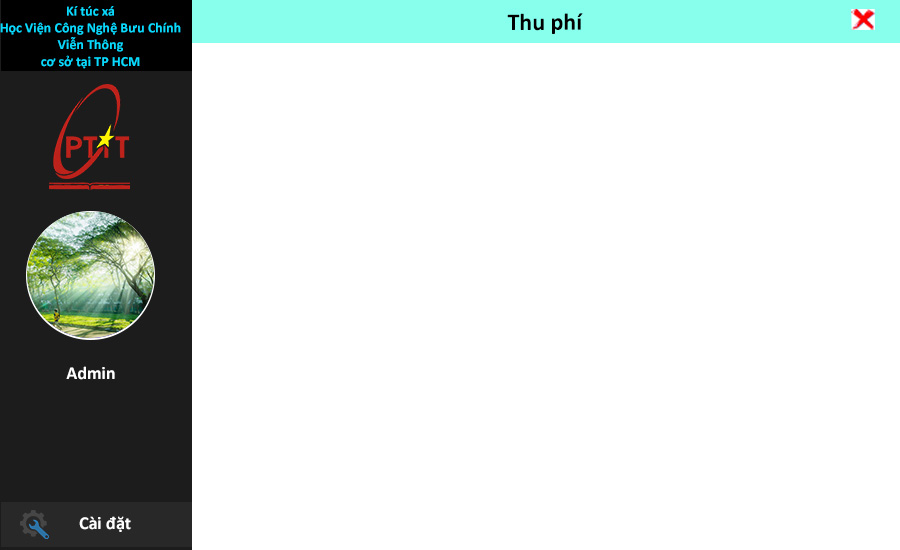 Kí túc xá
Học Viện Công Nghệ Bưu Chính
Viễn Thông
cơ sở tại TP HCM
Thu phí
PTIT
Admin
Cài đặt